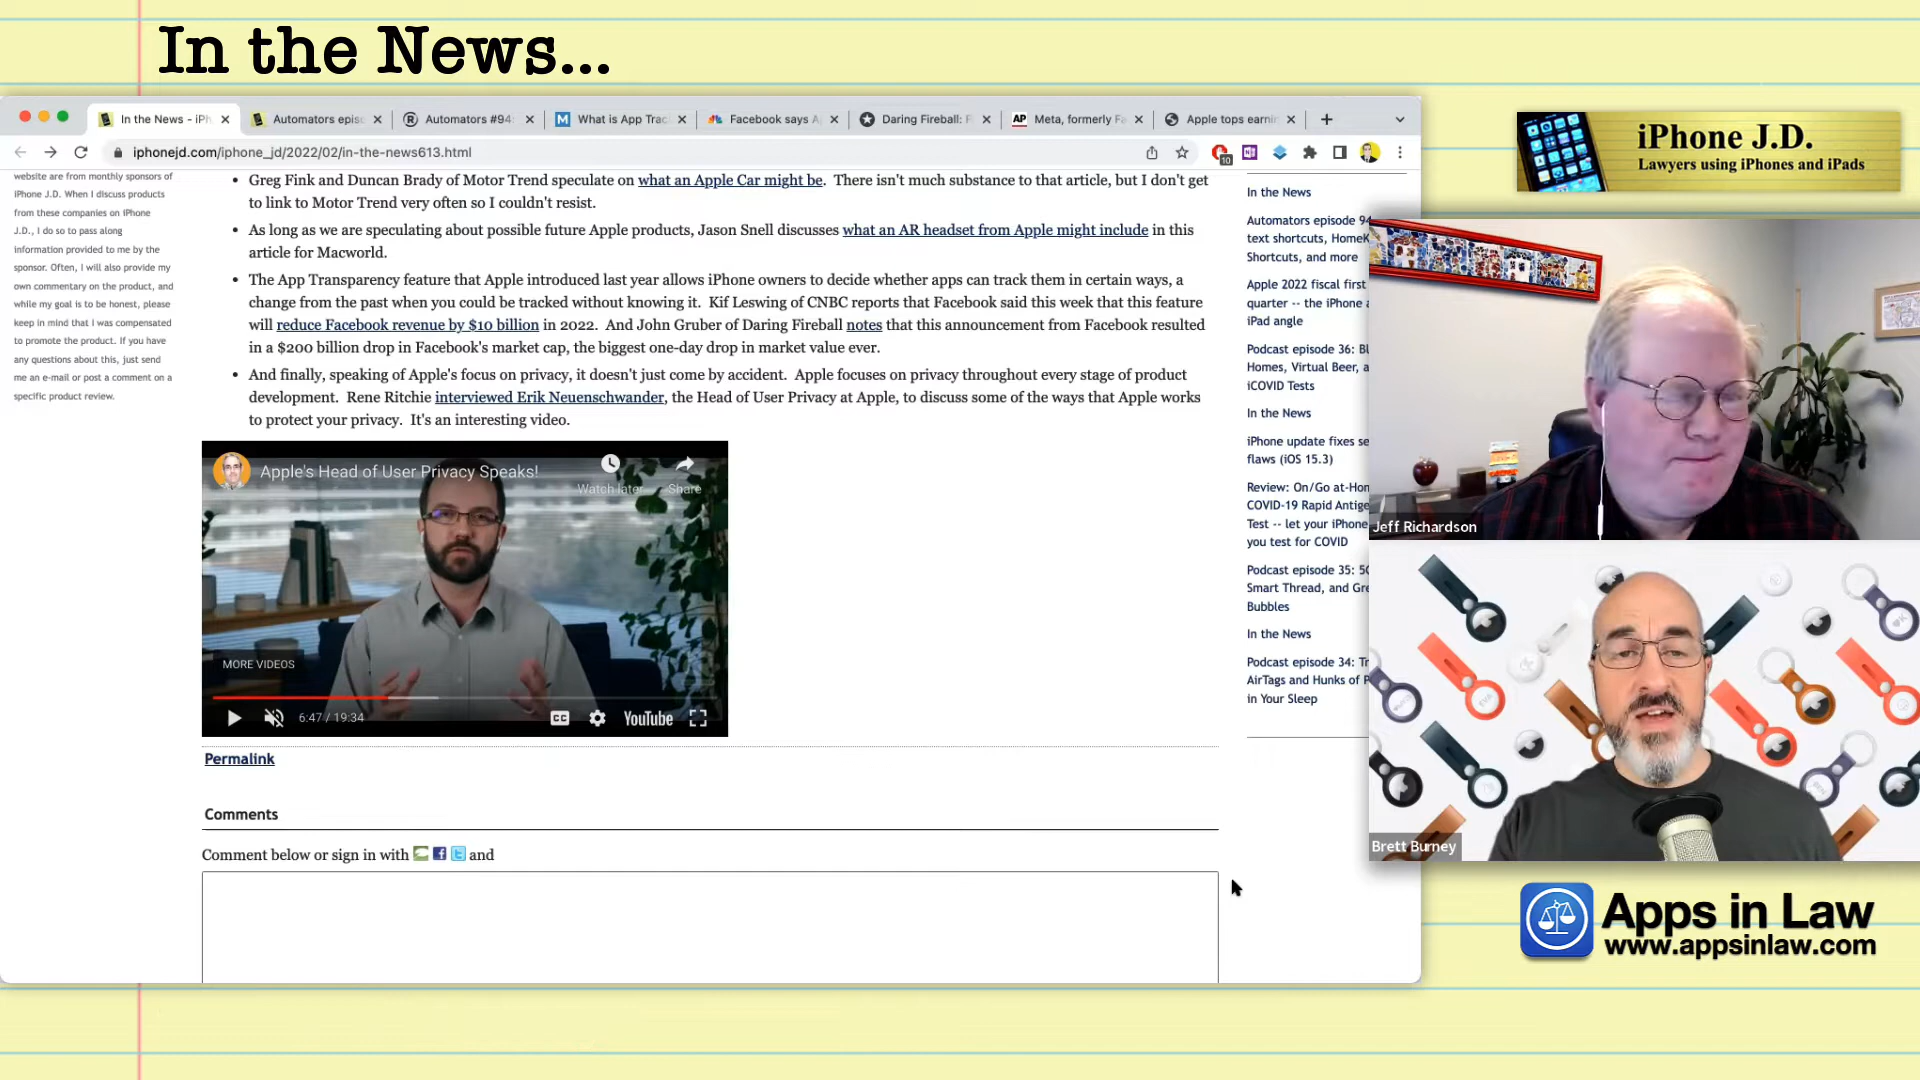 In the News...
In the News - iPh
Automators epis
Automators #94:
What is App Trac
Facebook says A
Daring Fireball: F
Meta, formerly Fa
Apple tops earni
iphonejd.com/iphone_jd/2022/02/in-the-news613.html
10
iPhone J.D.
Lawyers using iPhones and iPads
website are from monthly sponsors of
iPhone J.D. When I discuss products
from these companies on iPhone
J.D., I do so to pass along
information provided to me by the
sponsor. Often, I will also provide my
own commentary on the product, and
while my goal is to be honest, please
keep in mind that I was compensated
to promote the product. If you have
any questions about this, just send
me an e-mail or post a comment on a
specific product review.
• Greg Fink and Duncan Brady of Motor Trend speculate on what an Apple Car might be. There isn't much substance to that article, but I don't get
to link to Motor Trend very often so I couldn't resist.
• As long as we are speculating about possible future Apple products, Jason Snell discusses what an AR headset from Apple might include in this
article for Macworld.
• The App Transparency feature that Apple introduced last year allows iPhone owners to decide whether apps can track them in certain ways, a
change from the past when you could be tracked without knowing it. Kif Leswing of CNBC reports that Facebook said this week that this feature
will reduce Facebook revenue by $10 billion in 2022. And John Gruber of Daring Fireball notes that this announcement from Facebook resulted
in a $200 billion drop in Facebook's market cap, the biggest one-day drop in market value ever.
• And finally, speaking of Apple's focus on privacy, it doesn't just come by accident. Apple focuses on privacy throughout every stage of product
development. Rene Ritchie interviewed Erik Neuenschwander, the Head of User Privacy at Apple, to discuss some of the ways that Apple works
to protect your privacy. It's an interesting video.
Apple's Head of User Privacy Speaks!
Watch later
Share
MORE VIDEOS
6:47 / 19:34
CC
YouTube
Permalink
Comments
Comment below or sign in with and
In the News
Automators episode 94
text shortcuts, HomeK
Shortcuts, and more
Apple 2022 fiscal first
quarter -- the iPhone a
iPad angle
Podcast episode 36: Bl
Homes, Virtual Beer, a
iCOVID Tests
In the News
iPhone update fixes se
flaws (iOS 15.3)
Review: On/Go at-Hom
COVID-19 Rapid Antige
Test -- let your iPhone
you test for COVID
Podcast episode 35: 5G
Smart Thread, and Gre
Bubbles
In the News
Podcast episode 34: Tr
AirTags and Hunks of P
in Your Sleep
Jeff Richardson
Brett Burney
Apps in Law
www.appsinlaw.com